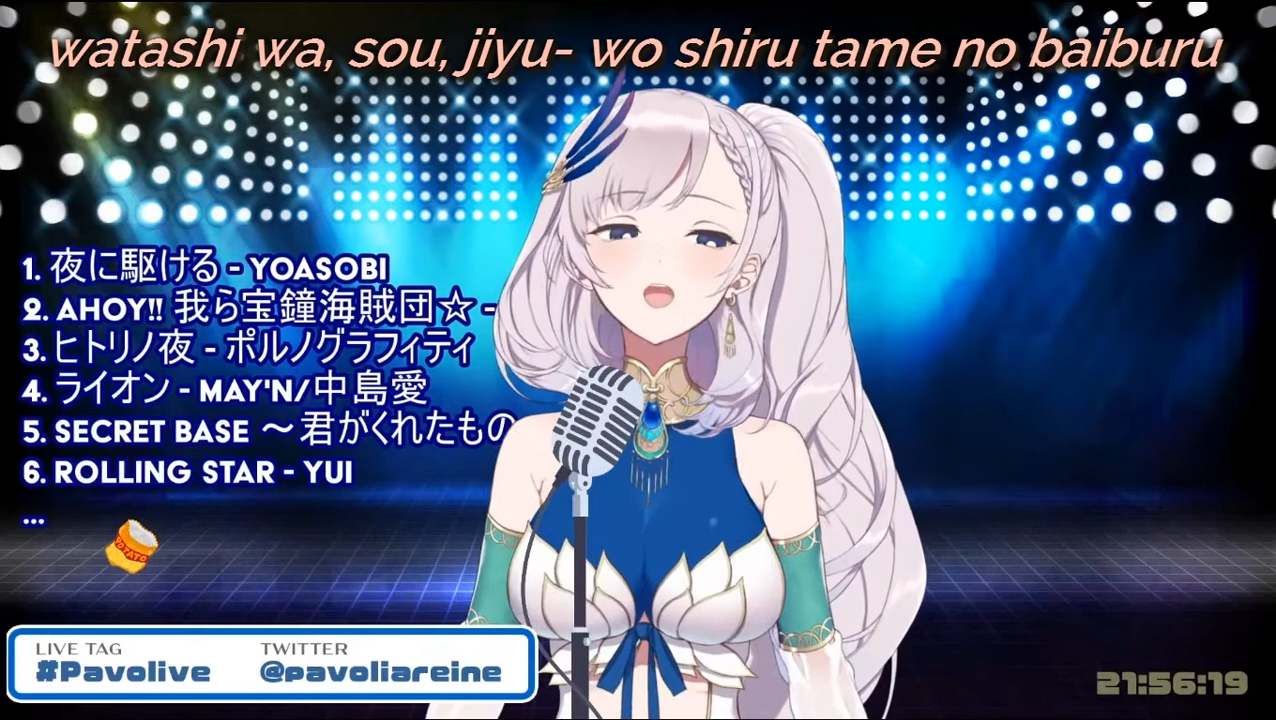 watashi wa, sou, jiyu- wo shiru tame no baiburu
1. 夜に駆ける - YOASOBI
2. AHOY!! 我ら宝鐘海賊団☆ -
3. ヒトリノ夜 - ポルノグラフィティ
4. ライオン - MAY'N/中島愛
5. SECRET BASE ～君がくれたもの
6. ROLLING STAR - YUI
...
POTATO
LIVE TAG TWITTER
#Pavolive @pavoliareine
21:56:19